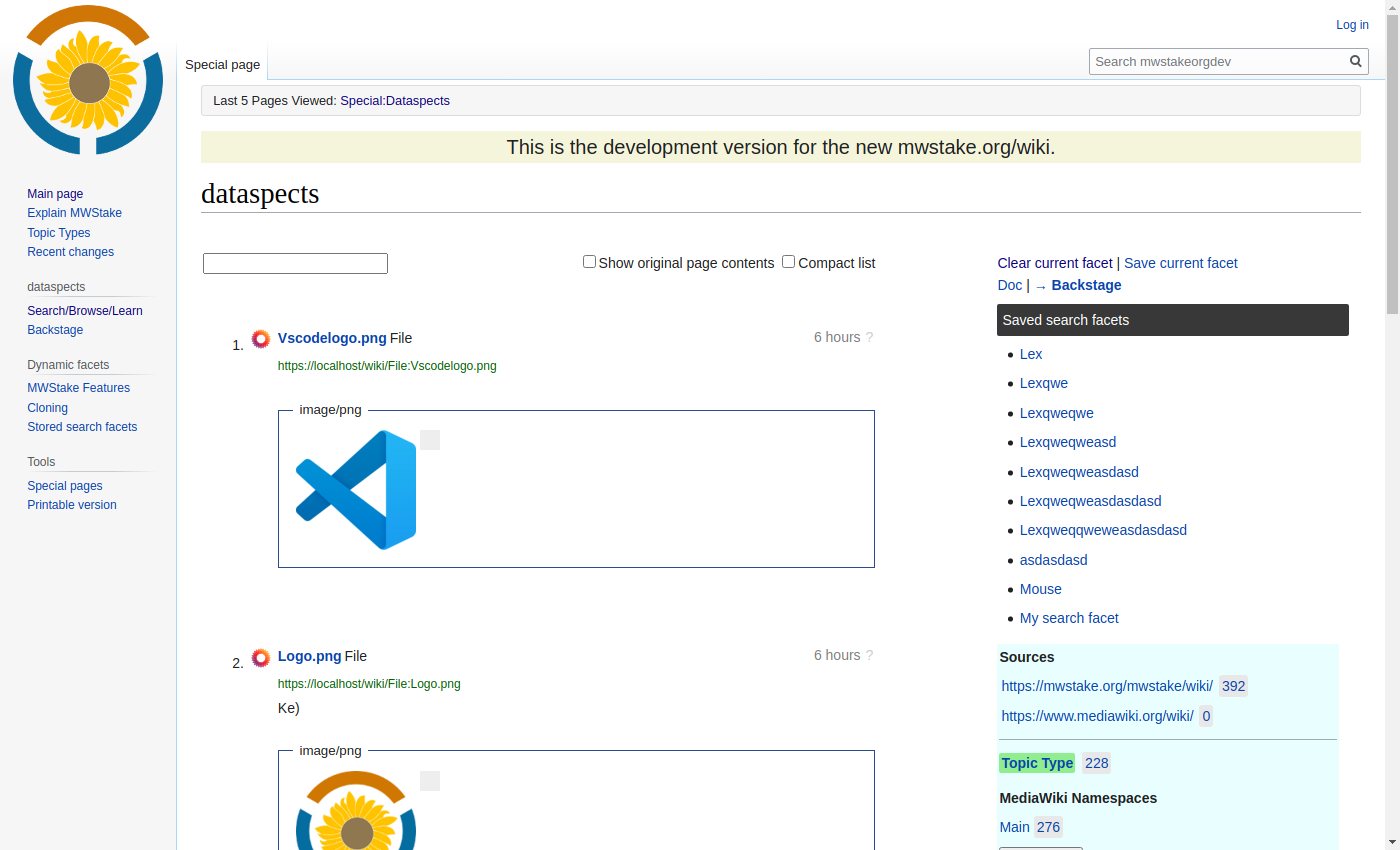 Log in
Special page
Search mwstakeorgdev
Last 5 Pages Viewed: Special:Dataspects
This is the development version for the new mwstake.org/wiki.
dataspects
Main page
Explain MWStake
Topic Types
Recent changes
dataspects
Search/Browse/Learn
Backstage
Dynamic facets
MWStake Features
Cloning
Stored search facets
Tools
Special pages
Printable version
Show original page contents Compact list
1. Vscodelogo.png File 6 hours ?
https://localhost/wiki/File:Vscodelogo.png
image/png
2. Logo.png File 6 hours ?
https://localhost/wiki/File:Logo.png
Ke)
image/png
Clear current facet | Save current facet
Doc | → Backstage
Saved search facets
Lex
Lexqwe
Lexqweqwe
Lexqweqweasd
Lexqweqweasdasd
Lexqweqweasdasdasd
Lexqweqqweweasdasdasd
asdasdasd
Mouse
My search facet
Sources
https://mwstake.org/mwstake/wiki/ 392
https://www.mediawiki.org/wiki/ 0
Topic Type 228
MediaWiki Namespaces
Main 276